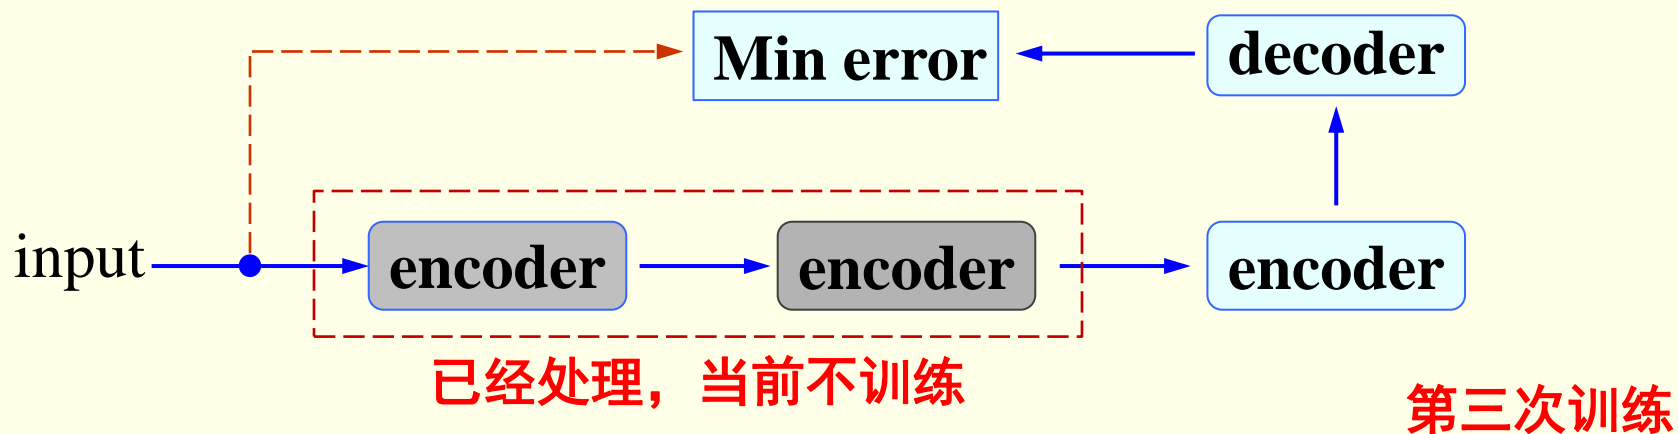 Min error
decoder
input
encoder
encoder
encoder
已经处理，当前不训练
第三次训练